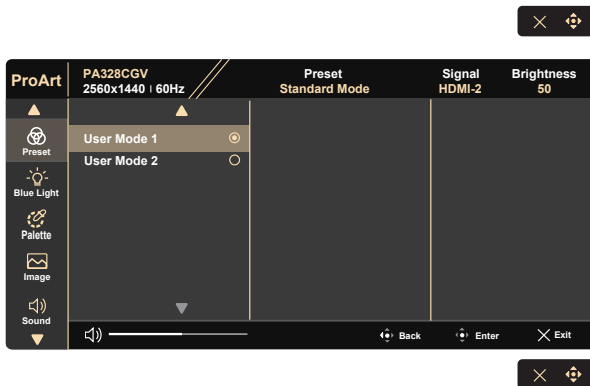 ProArt
PA328CGV
2560x1440 | 60Hz
Preset
Standard Mode
Signal
HDMI-2
Brightness
50
Preset
Blue Light
Palette
Image
Sound
User Mode 1
User Mode 2
Back
Enter
Exit